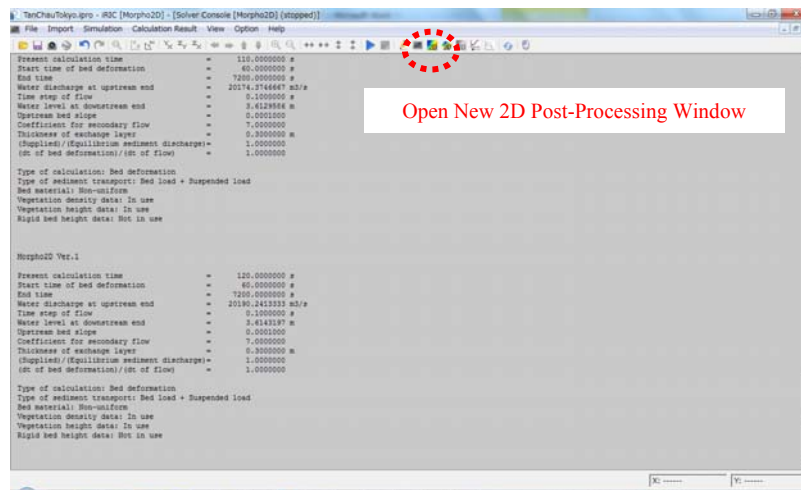 TanChauTokyo.ipro - iRIC [Morpho2D] - [Solver Console [Morpho2D] (stopped)]
File Import Simulation Calculation Result View Option Help
Open New 2D Post-Processing Window
Present calculation time = 110.0000000 s
Start time of bed deformation = 60.0000000 s
End time = 7200.0000000 s
Water discharge at upstream end = 20174.3746667 m3/s
Time step of flow = 0.1000000 s
Water level at downstream end = 3.6129506 m
Upstream bed slope = 0.0001000
Coefficient for secondary flow = 7.0000000
Thickness of exchange layer = 0.3000000 m
(Supplied)/(Equilibrium sediment discharge)= 1.0000000
(dt of bed deformation)/(dt of flow) = 1.0000000
Type of calculation: Bed deformation
Type of sediment transport: Bed load + Suspended load
Bed material: Non-uniform
Vegetation density data: In use
Vegetation height data: In use
Rigid bed height data: Not in use
Morpho2D Ver.1
Present calculation time = 120.0000000 s
Start time of bed deformation = 60.0000000 s
End time = 7200.0000000 s
Water discharge at upstream end = 20190.2413333 m3/s
Time step of flow = 0.1000000 s
Water level at downstream end = 3.6143197 m
Upstream bed slope = 0.0001000
Coefficient for secondary flow = 7.0000000
Thickness of exchange layer = 0.3000000 m
(Supplied)/(Equilibrium sediment discharge)= 1.0000000
(dt of bed deformation)/(dt of flow) = 1.0000000
Type of calculation: Bed deformation
Type of sediment transport: Bed load + Suspended load
Bed material: Non-uniform
Vegetation density data: In use
Vegetation height data: In use
Rigid bed height data: Not in use
X: ------ Y: ------